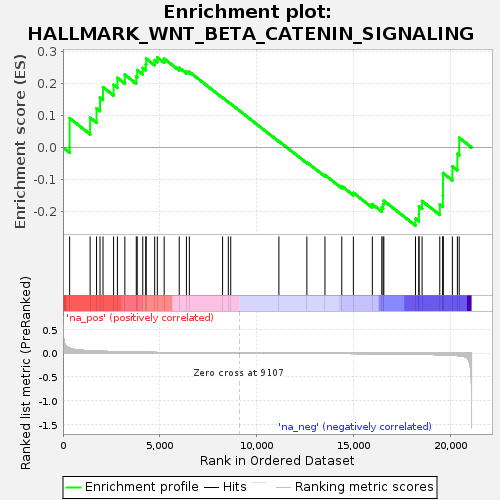 Enrichment plot:
HALLMARK_WNT_BETA_CATENIN_SIGNALING
Enrichment score (ES)
0.3
0.2
0.1
0.0
-0.1
-0.2
'na_pos' (positively correlated)
Ranked list metric (PreRanked)
0.5
0.0
-0.5
-1.0
-1.5
Zero cross at 9107
'na_neg' (negatively correlated)
0
5,000
10,000
15,000
20,000
Rank in Ordered Dataset
Enrichment profile
Hits
Ranking metric scores